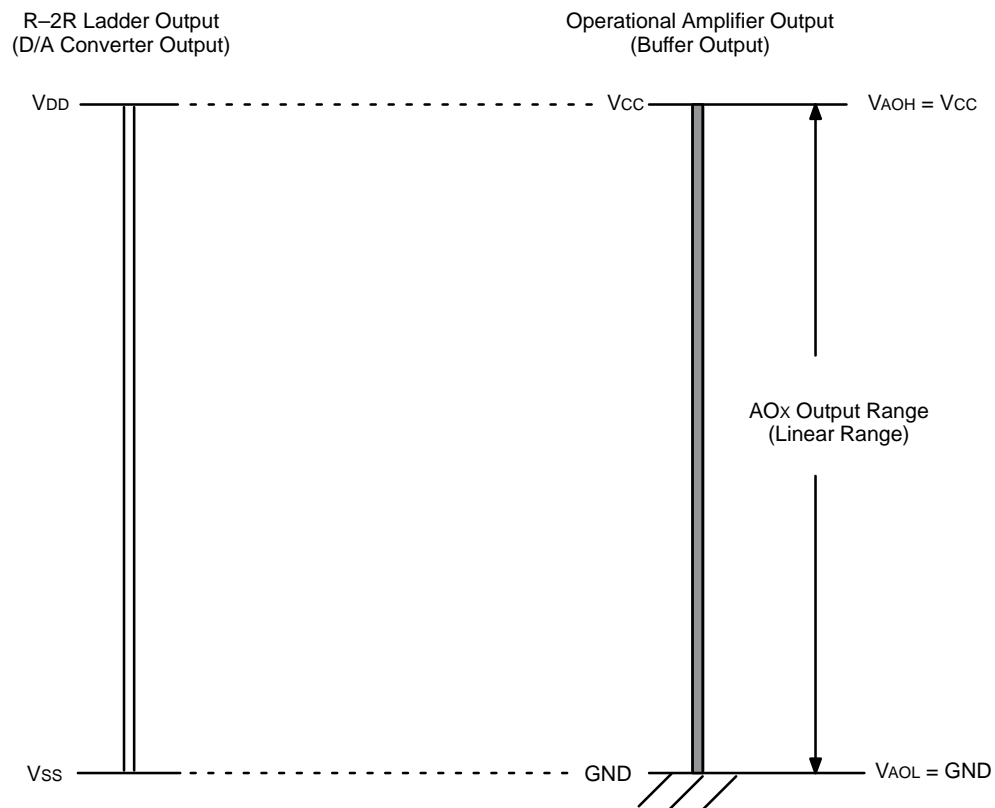 R–2R Ladder Output
(D/A Converter Output)
Operational Amplifier Output
(Buffer Output)
VDD
VCC
VAOH = VCC
AOx Output Range
(Linear Range)
VSS
GND
VAOL = GND